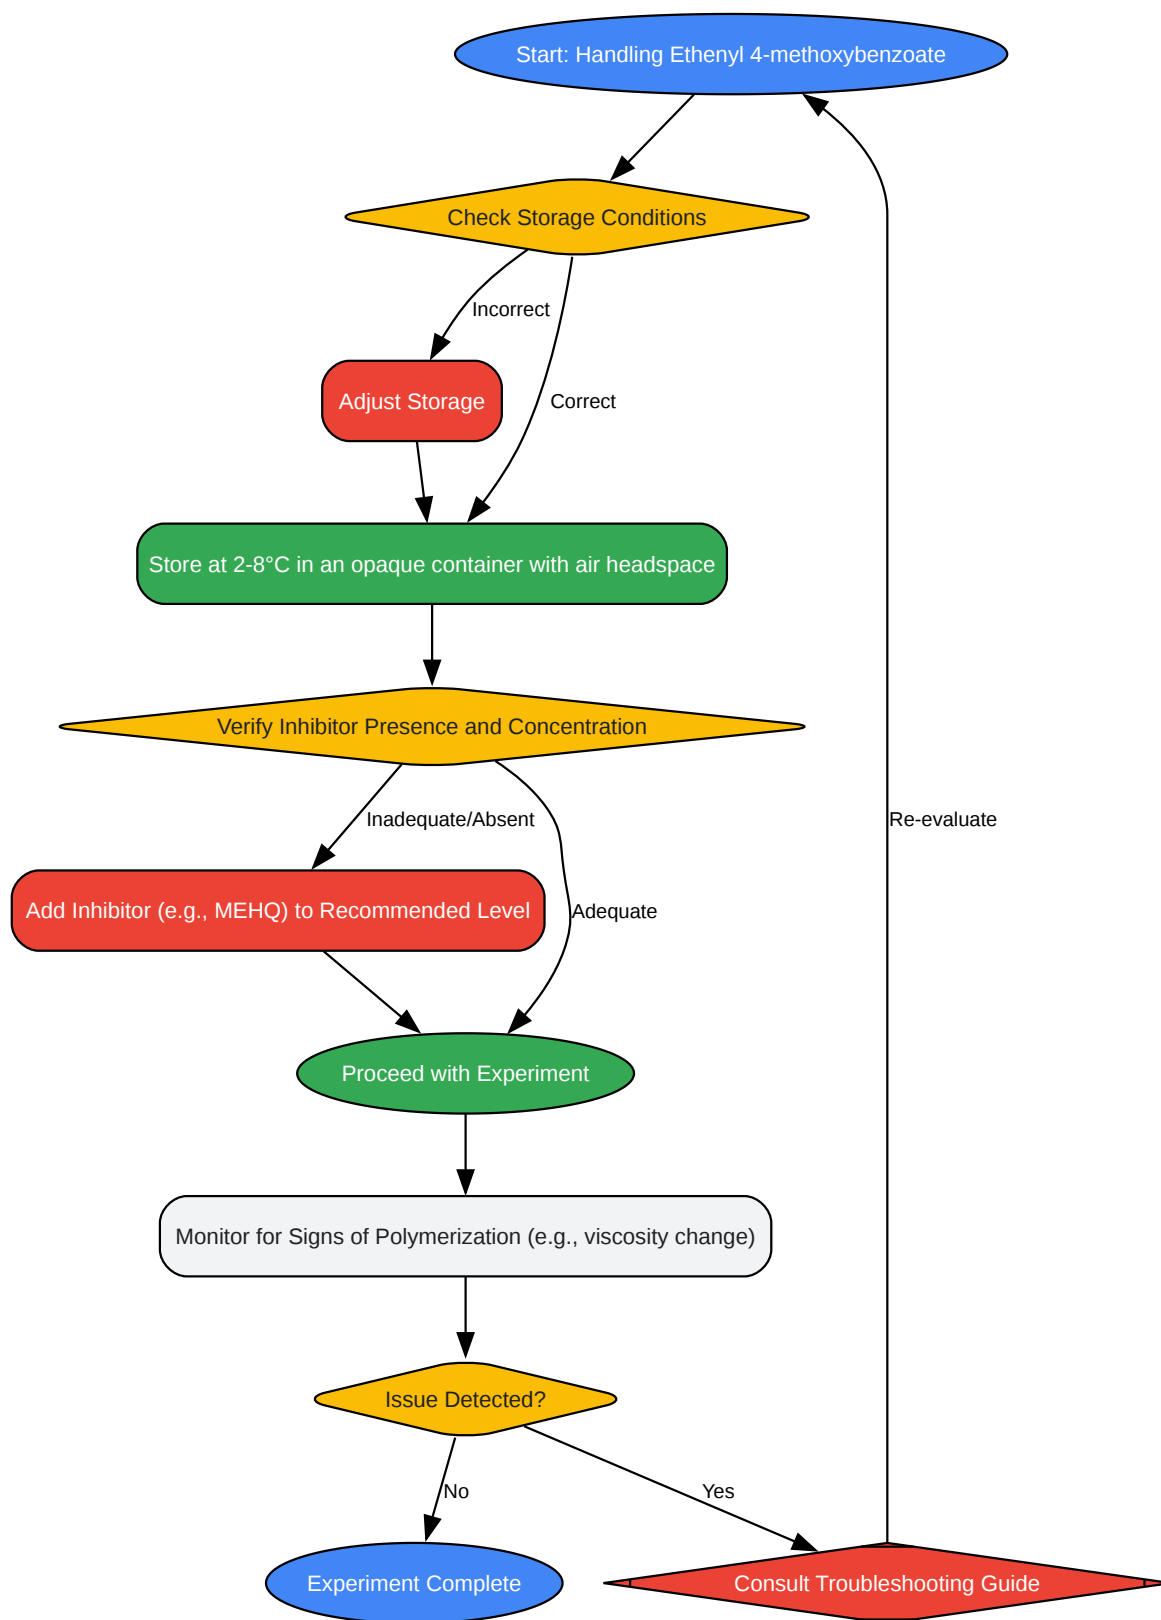 Start: Handling Ethenyl 4-methoxybenzoate
Check Storage Conditions
Incorrect
Adjust Storage
Correct
Store at 2-8°C in an opaque container with air headspace
Verify Inhibitor Presence and Concentration
Inadequate/Absent
Re-evaluate
Add Inhibitor (e.g., MEHQ) to Recommended Level
Adequate
Proceed with Experiment
Monitor for Signs of Polymerization (e.g., viscosity change)
Issue Detected?
No
Yes
Experiment Complete
Consult Troubleshooting Guide